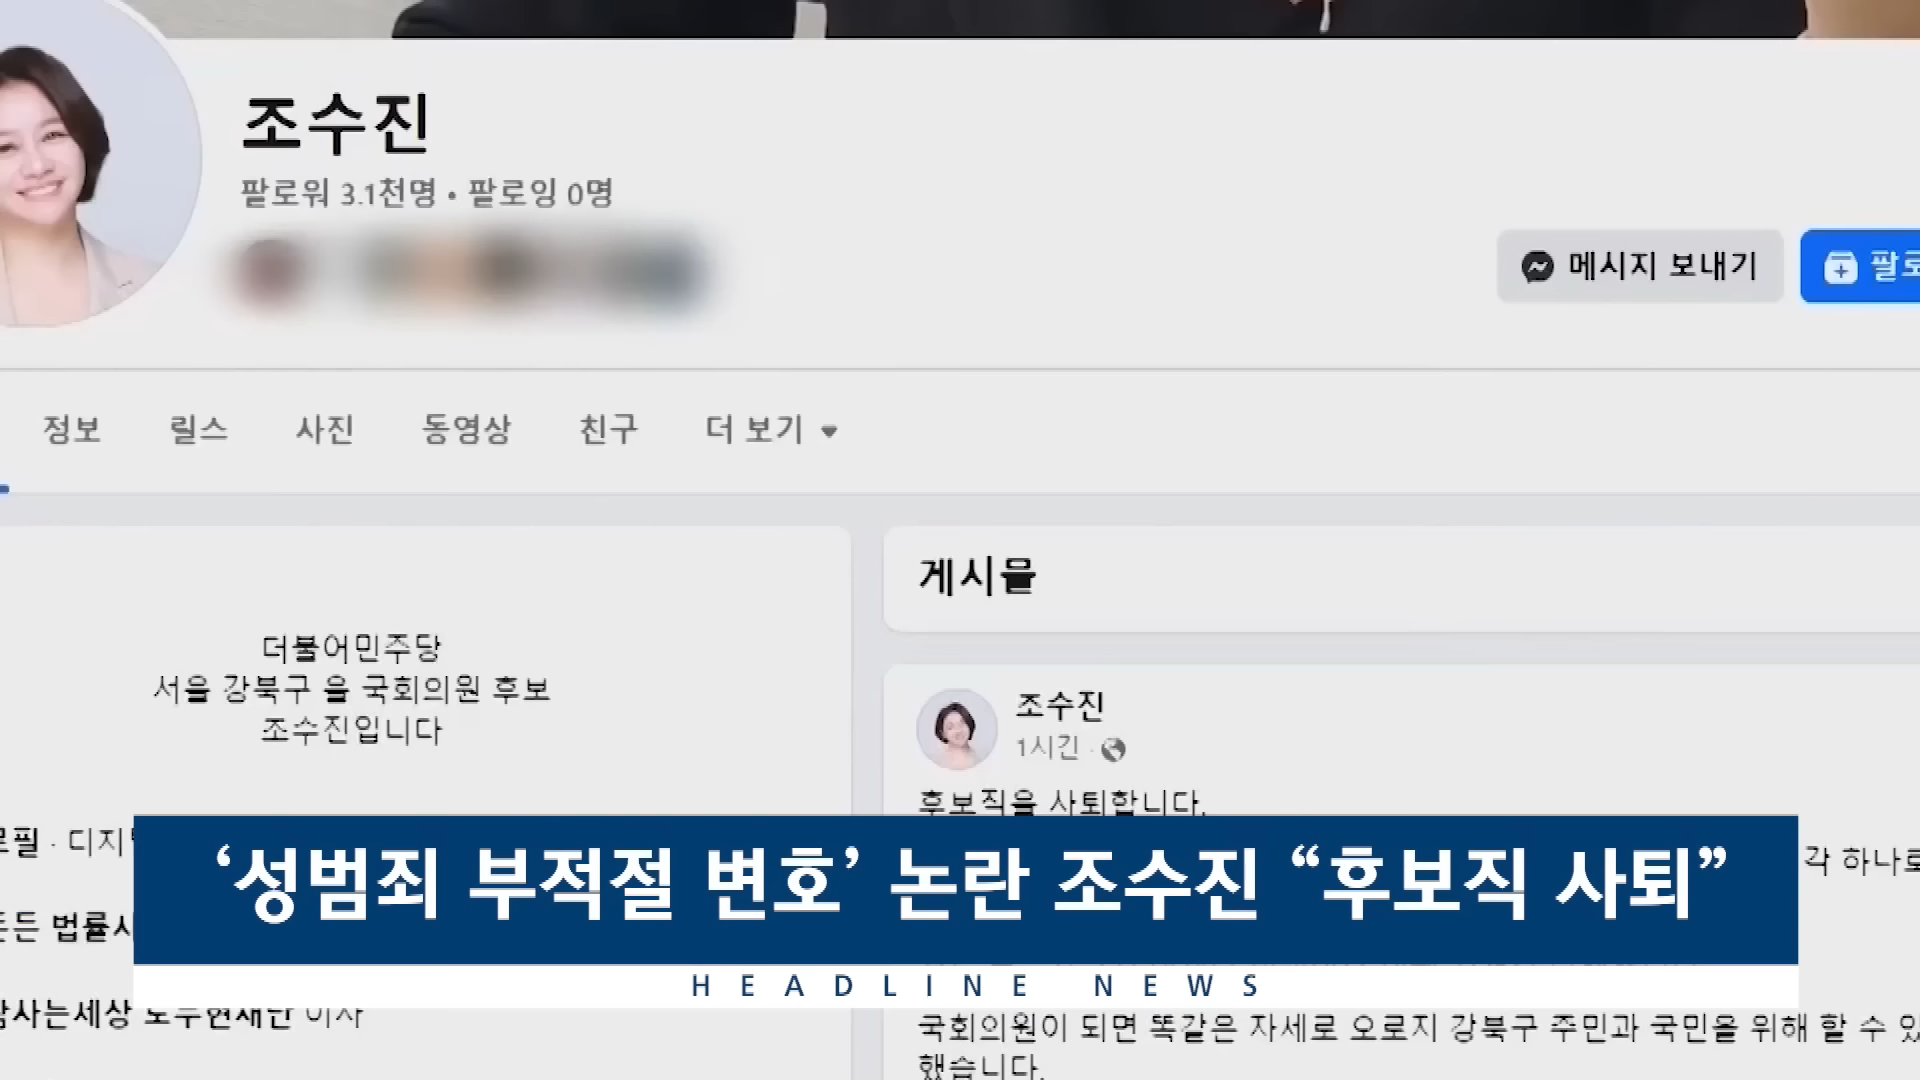 조수진
팔로워 3.1천명 • 팔로잉 0명
메시지 보내기
정보 릴스 사진 동영상 친구 더 보기
더불어민주당
서울 강북구 을 국회의원 후보
조수진입니다
게시물
조수진
1시간 ·
후보직을 사퇴합니다.
각 하나로
‘성범죄 부적절 변호’ 논란 조수진 “후보직 사퇴”
HEADLINE NEWS
국회의원이 되면 똑같은 자세로 오로지 강북구 주민과 국민을 위해 할 수
했습니다.